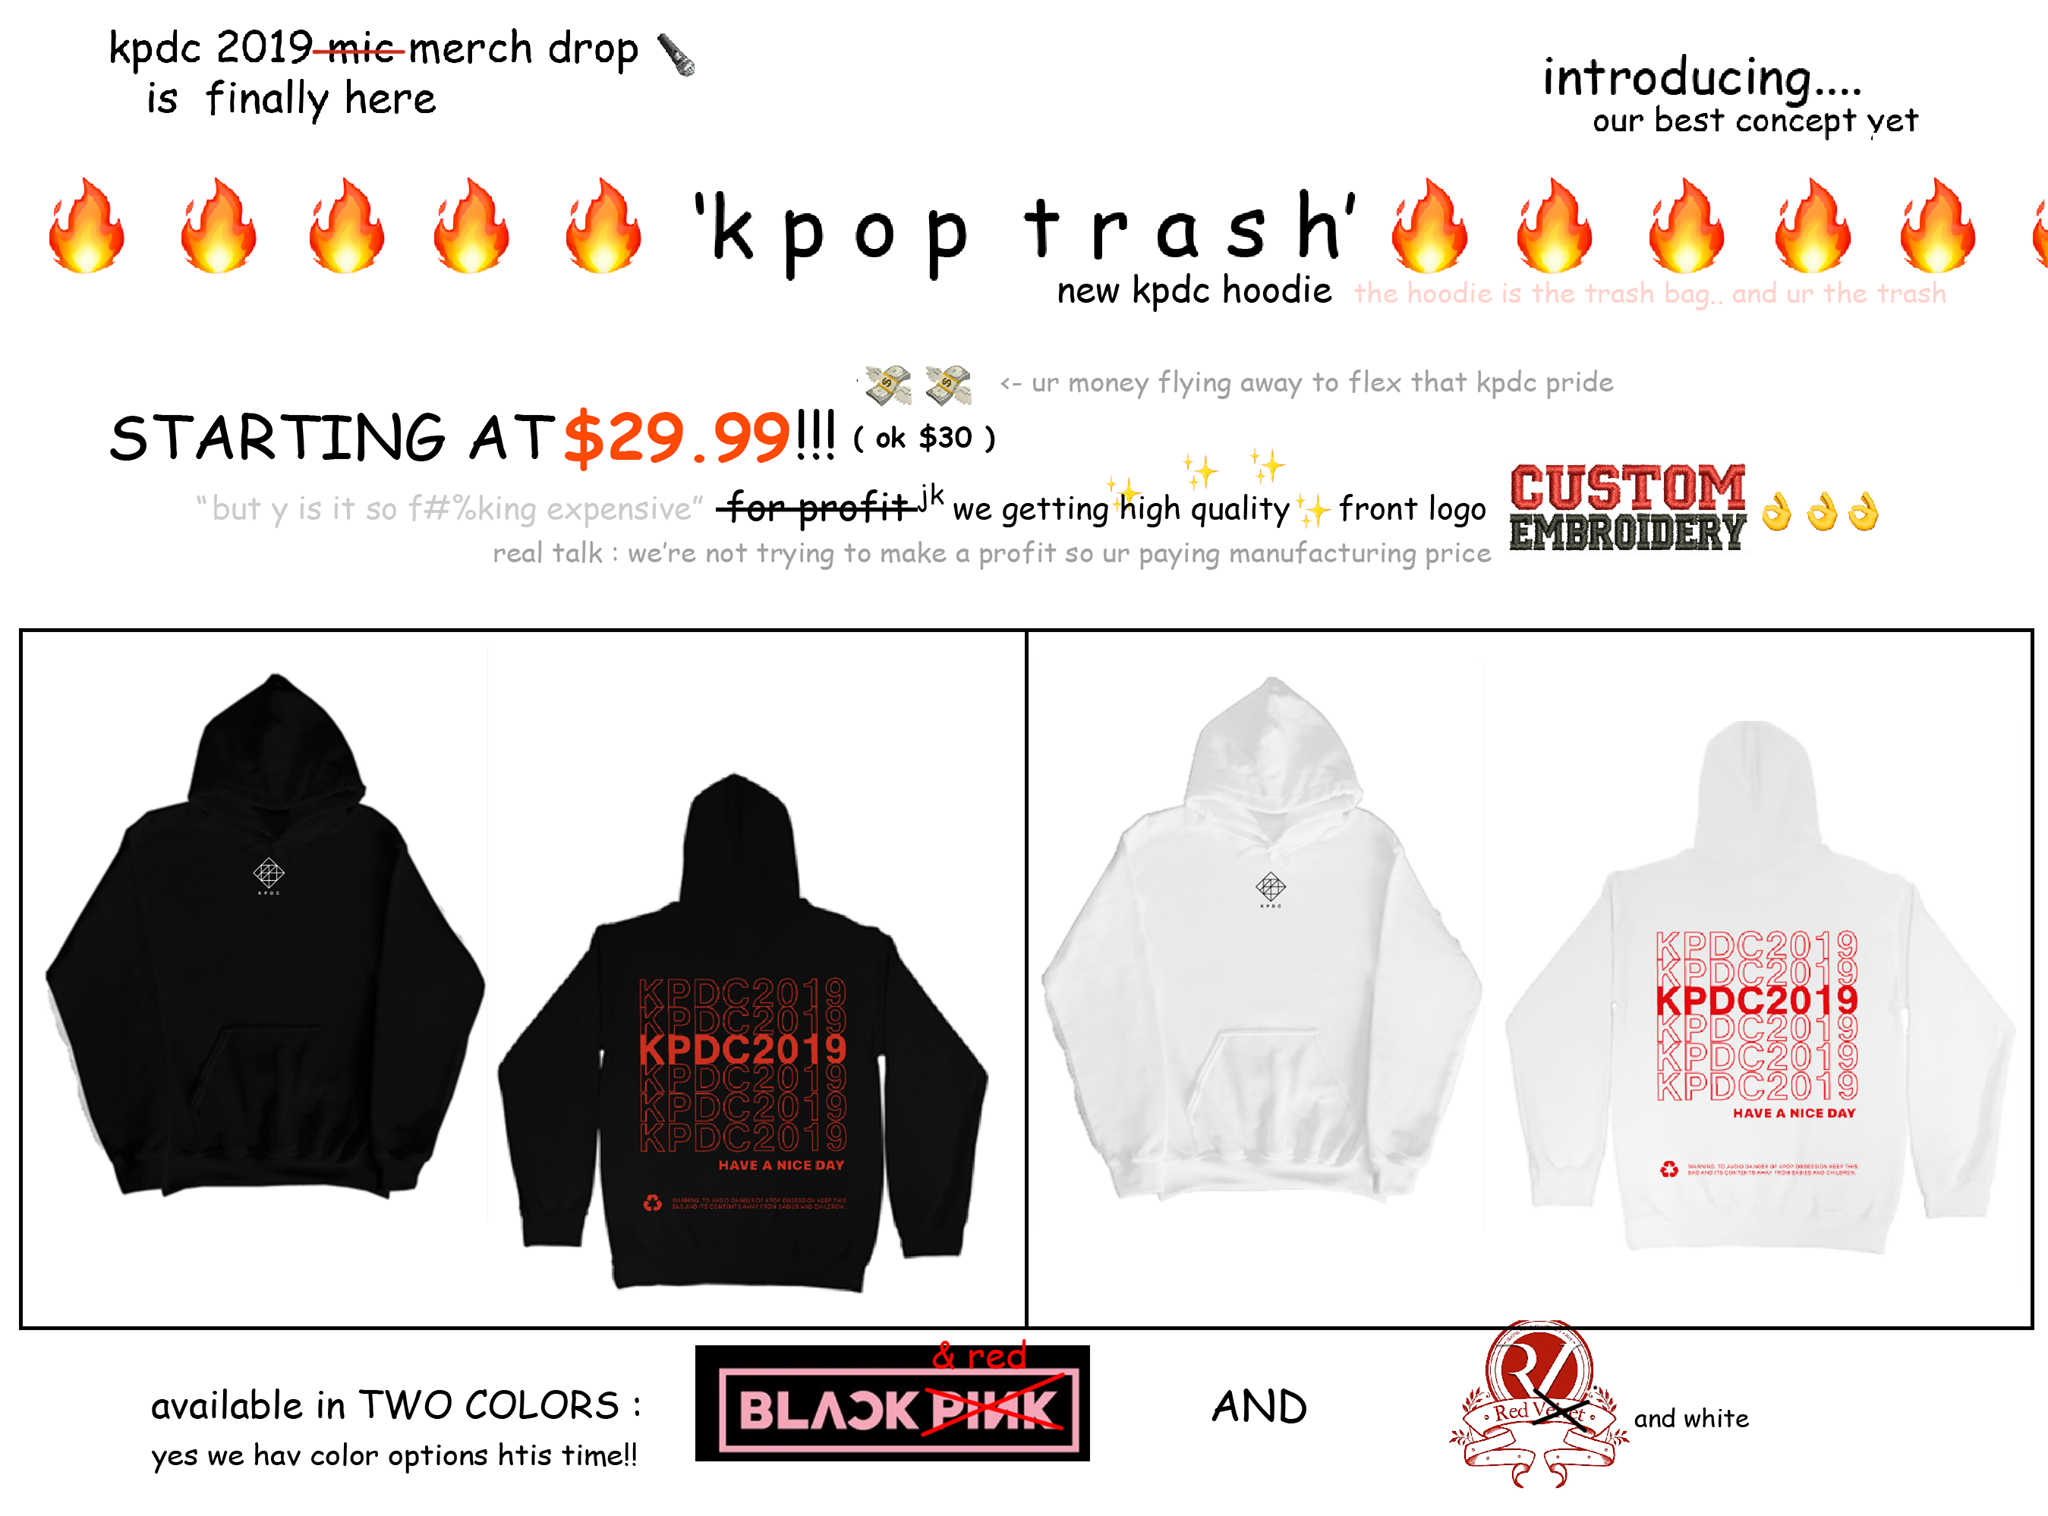 kpdc 2019 mic merch drop
is finally here
introducing....
our best concept yet
'kpop trash'
new kpdc hoodie
the hoodie is the trash bag.. and ur the trash
<- ur money flying away to flex that kpdc pride
STARTING AT $29.99!!! ( ok $30 )
"but y is it so f#%king expensive" for profit jk we getting high quality front logo
CUSTOM
EMBROIDERY
real talk : we're not trying to make a profit so ur paying manufacturing price
KPDC
KPDC2019
KPDC2019
KPDC2019
KPDC2019
KPDC2019
KPDC2019
HAVE A NICE DAY
WARNING. TO AVOID DANGER OF KPOP OBSESSION KEEP THIS
BAG AND ITS CONTENTS AWAY FROM BABIES AND CHILDREN.
KPDC
KPDC2019
KPDC2019
KPDC2019
KPDC2019
KPDC2019
KPDC2019
HAVE A NICE DAY
WARNING. TO AVOID DANGER OF KPOP OBSESSION KEEP THIS
BAG AND ITS CONTENTS AWAY FROM BABIES AND CHILDREN.
available in TWO COLORS :
yes we hav color options htis time!!
& red
BLACKPINK
AND
RV
Red Velvet
and white